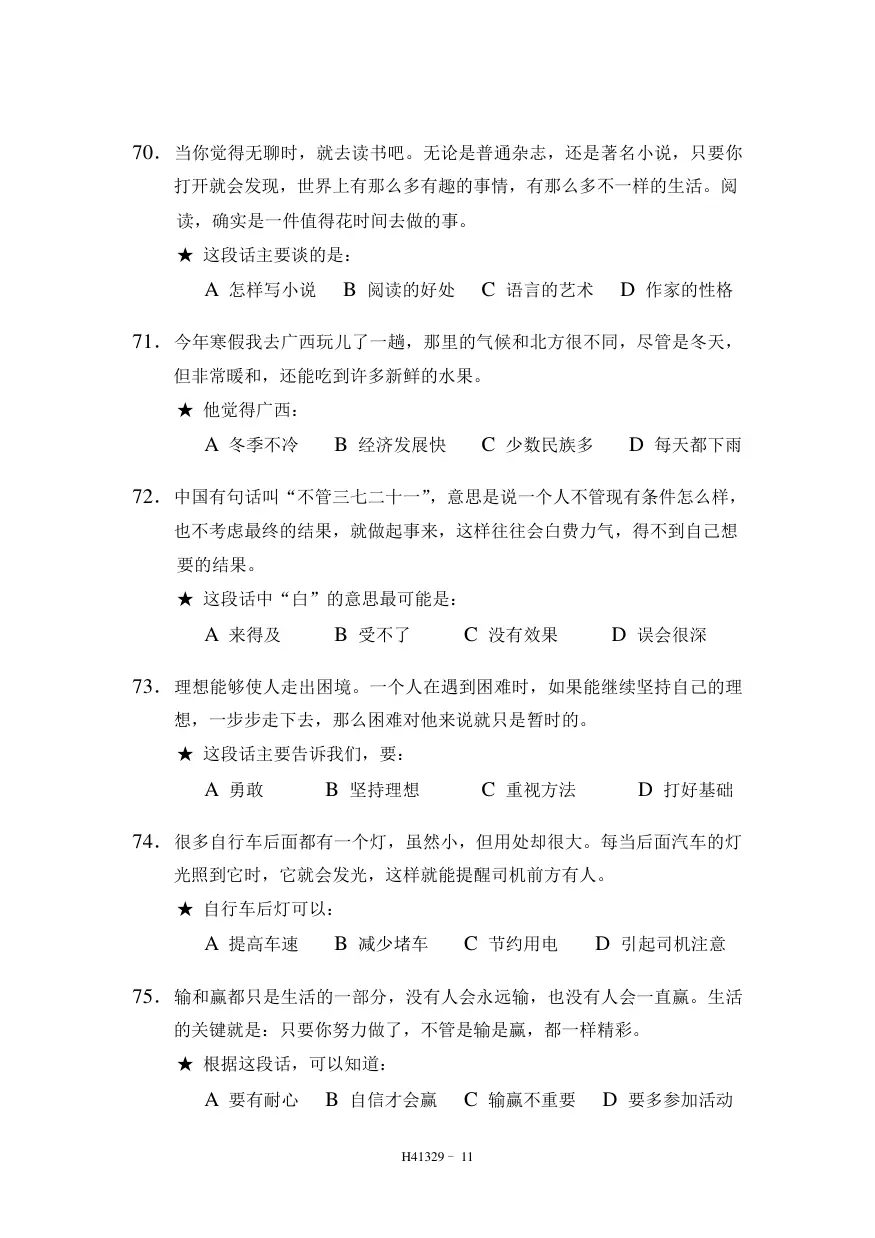 70．当你觉得无聊时，就去读书吧。无论是普通杂志，还是著名小说，只要你
打开就会发现，世界上有那么多有趣的事情，有那么多不一样的生活。阅
读，确实是一件值得花时间去做的事。
★ 这段话主要谈的是：
A 怎样写小说 B 阅读的好处 C 语言的艺术 D 作家的性格
71．今年寒假我去广西玩儿了一趟，那里的气候和北方很不同，尽管是冬天，
但非常暖和，还能吃到许多新鲜的水果。
★ 他觉得广西：
A 冬季不冷 B 经济发展快 C 少数民族多 D 每天都下雨
72．中国有句话叫“不管三七二十一”，意思是说一个人不管现有条件怎么样，
也不考虑最终的结果，就做起事来，这样往往会白费力气，得不到自己想
要的结果。
★ 这段话中“白”的意思最可能是：
A 来得及 B 受不了 C 没有效果 D 误会很深
73．理想能够使人走出困境。一个人在遇到困难时，如果能继续坚持自己的理
想，一步步走下去，那么困难对他来说就只是暂时的。
★ 这段话主要告诉我们，要：
A 勇敢 B 坚持理想 C 重视方法 D 打好基础
74．很多自行车后面都有一个灯，虽然小，但用处却很大。每当后面汽车的灯
光照到它时，它就会发光，这样就能提醒司机前方有人。
★ 自行车后灯可以：
A 提高车速 B 减少堵车 C 节约用电 D 引起司机注意
75．输和赢都只是生活的一部分，没有人会永远输，也没有人会一直赢。生活
的关键就是：只要你努力做了，不管是输是赢，都一样精彩。
★ 根据这段话，可以知道：
A 要有耐心 B 自信才会赢 C 输赢不重要 D 要多参加活动
H41329﹣ 11